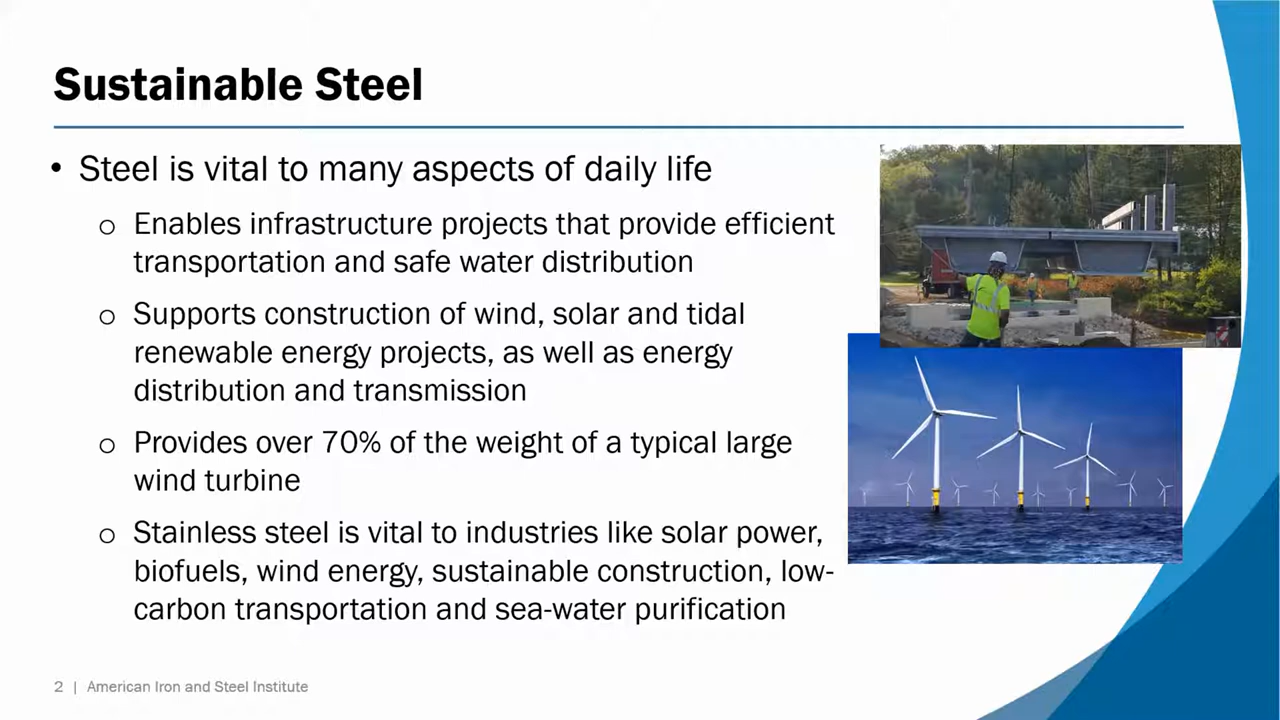 Sustainable Steel
• Steel is vital to many aspects of daily life
o Enables infrastructure projects that provide efficient
transportation and safe water distribution
o Supports construction of wind, solar and tidal
renewable energy projects, as well as energy
distribution and transmission
o Provides over 70% of the weight of a typical large
wind turbine
o Stainless steel is vital to industries like solar power,
biofuels, wind energy, sustainable construction, low-
carbon transportation and sea-water purification
2 | American Iron and Steel Institute